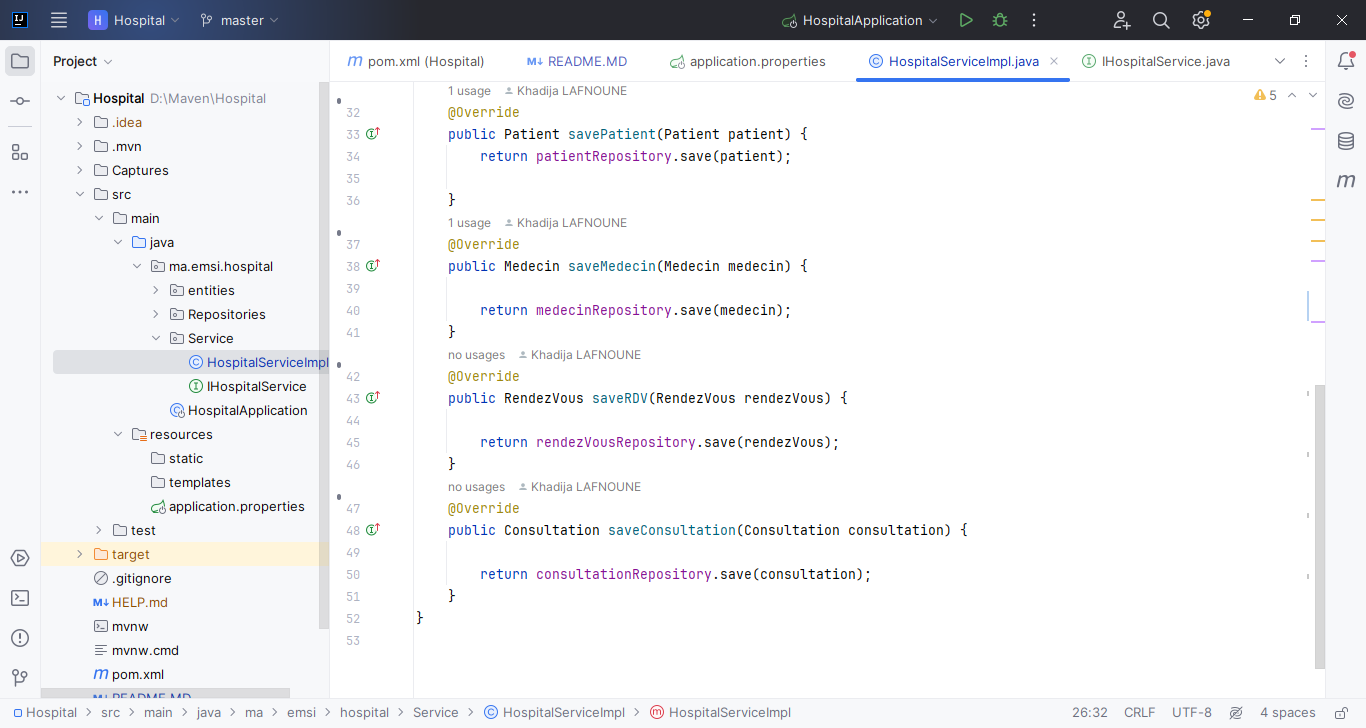 H Hospital master HospitalApplication
Project
m pom.xml (Hospital) M↓ README.MD application.properties HospitalServiceImpl.java IHospitalService.java
Hospital D:\Maven\Hospital
.idea
.mvn
Captures
src
main
java
ma.emsi.hospital
entities
Repositories
Service
HospitalServiceImpl
IHospitalService
HospitalApplication
resources
static
templates
application.properties
test
target
.gitignore
M↓ HELP.md
mvnw
mvnw.cmd
m pom.xml
M↓ README.MD
5
1 usage Khadija LAFNOUNE
32 @Override
33 public Patient savePatient(Patient patient) {
34 return patientRepository.save(patient);
35
36 }
1 usage Khadija LAFNOUNE
37 @Override
38 public Medecin saveMedecin(Medecin medecin) {
39
40 return medecinRepository.save(medecin);
41 }
no usages Khadija LAFNOUNE
42 @Override
43 public RendezVous saveRDV(RendezVous rendezVous) {
44
45 return rendezVousRepository.save(rendezVous);
46 }
no usages Khadija LAFNOUNE
47 @Override
48 public Consultation saveConsultation(Consultation consultation) {
49
50 return consultationRepository.save(consultation);
51 }
52 }
53
Hospital > src > main > java > ma > emsi > hospital > Service > HospitalServiceImpl > HospitalServiceImpl 26:32 CRLF UTF-8 4 spaces